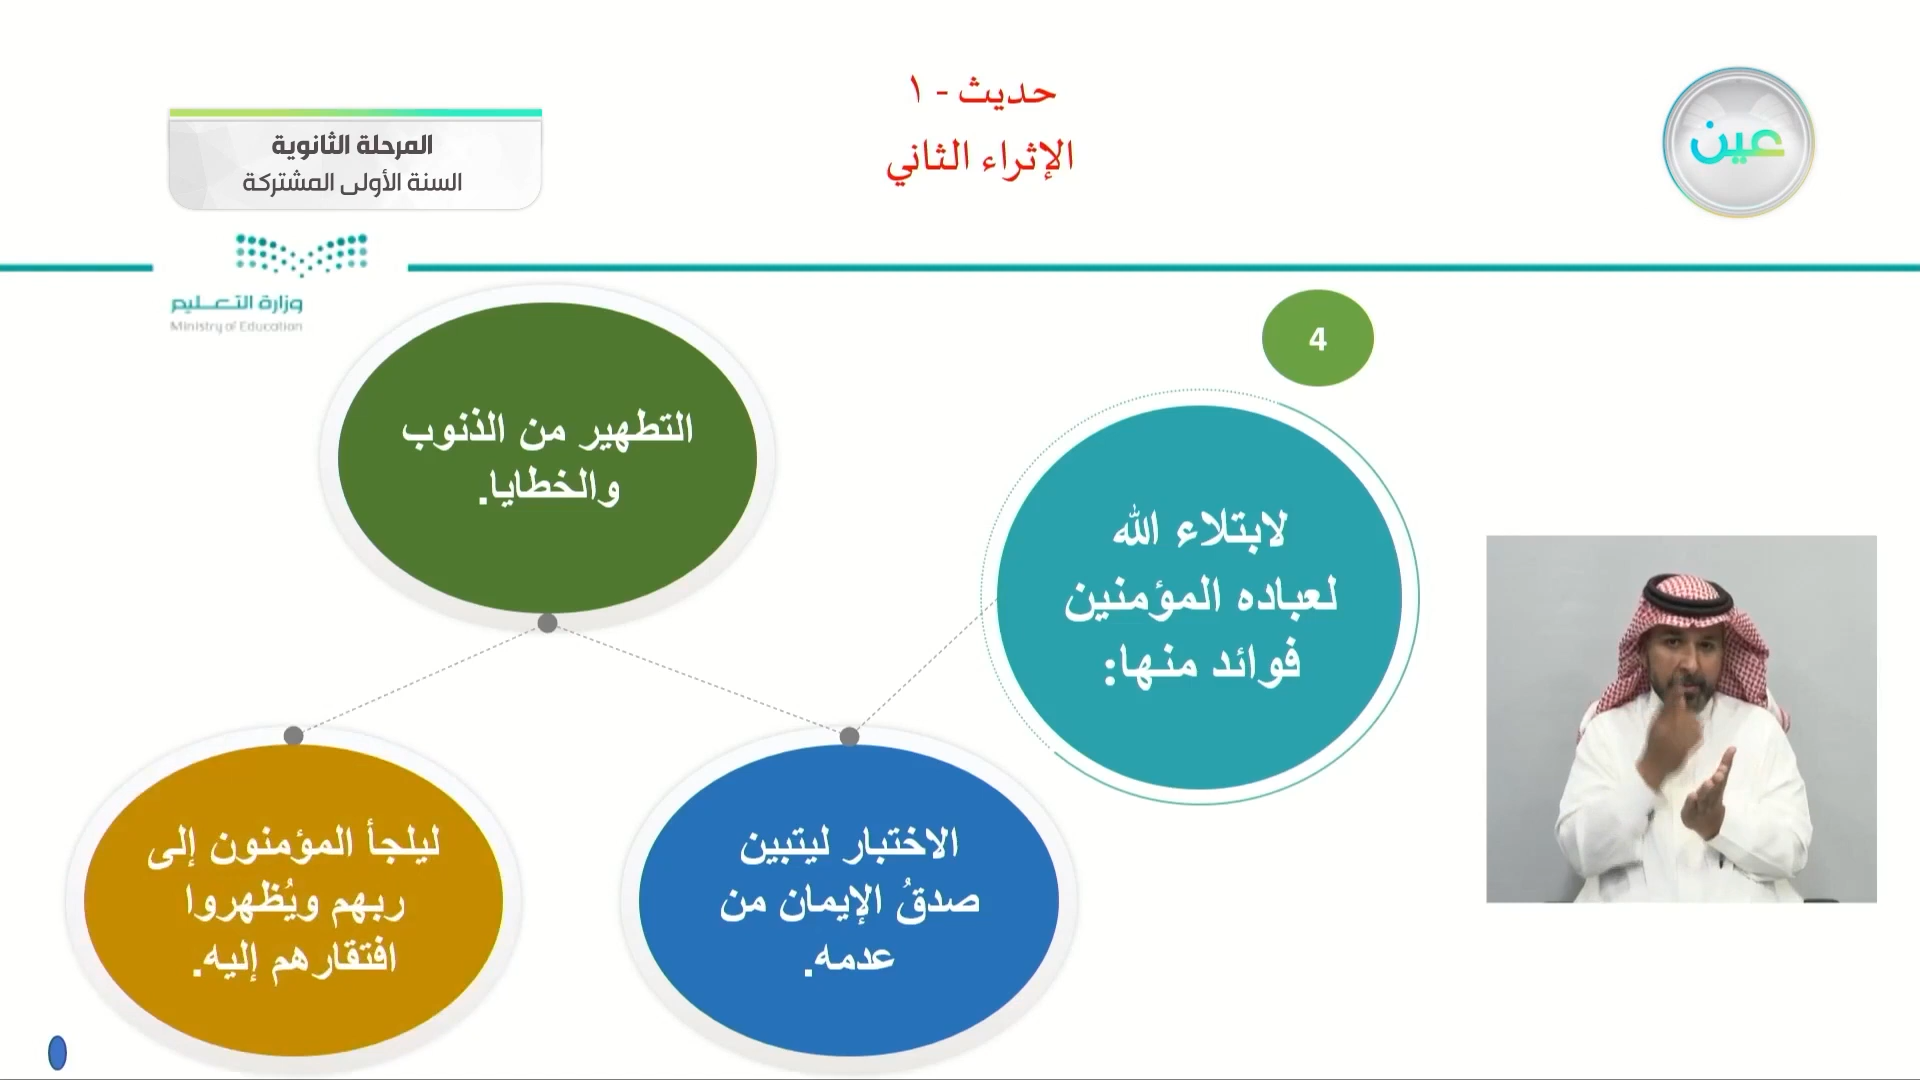 حديث - ١
الإثراء الثاني
المرحلة الثانوية
السنة الأولى المشتركة
عين
وزارة التعليم
Ministry of Education
4
لابتلاء الله
لعباده المؤمنين
فوائد منها:
الاختبار ليتبين
صدقُ الإيمان من
عدمه.
التطهير من الذنوب
والخطايا.
ليلجأ المؤمنون إلى
ربهم ويُظهروا
افتقارهم إليه.